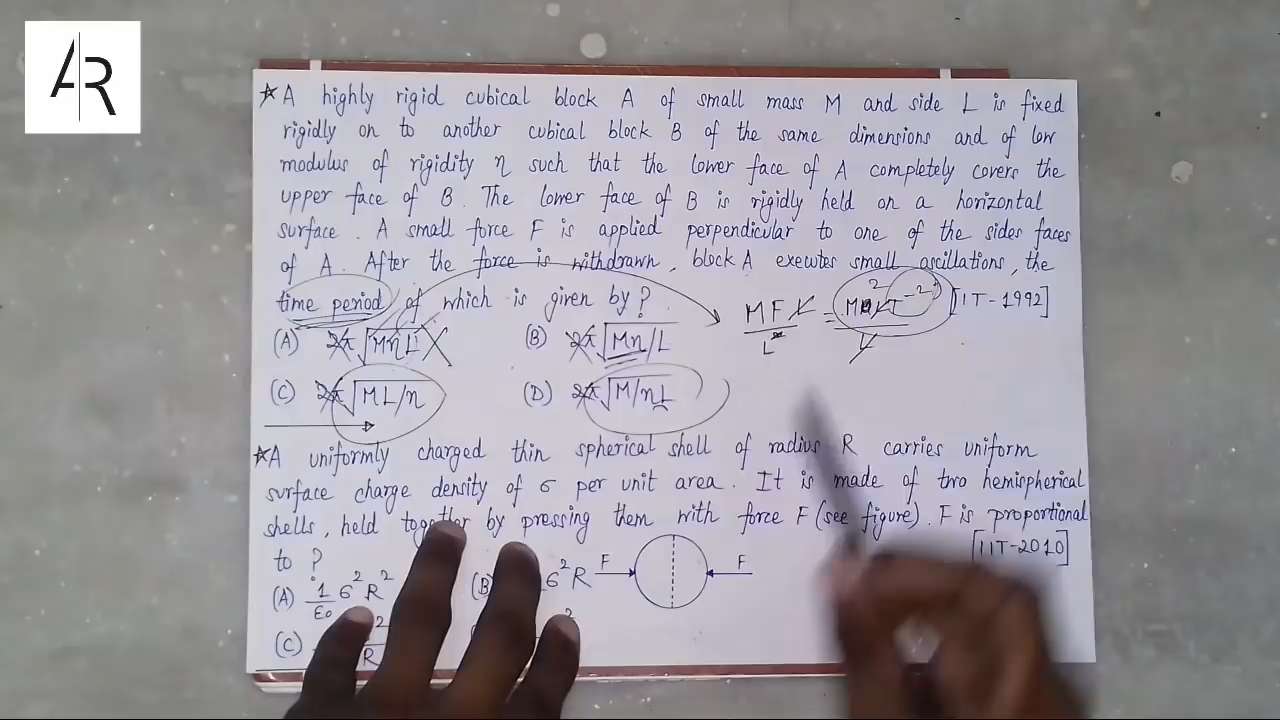 AR
★A highly rigid cubical block A of small mass M and side L is fixed
rigidly on to another cubical block B of the same dimensions and of low
modulus of rigidity η such that the lower face of A completely covers the
upper face of B. The lower face of B is rigidly held on a horizontal
surface. A small force F is applied perpendicular to one of the sides faces
of A. After the force is withdrawn, block A executes small oscillations, the
time period of which is given by?
[IIT-1992]
(A) 2π√MηL (B) 2π√Mη/L
(C) 2π√ML/η (D) 2π√M/ηL
★A uniformly charged thin spherical shell of radius R carries uniform
surface charge density of σ per unit area. It is made of two hemispherical
shells, held together by pressing them with force F (see figure). F is proportional
to ?
[IIT-2010]
F F
(A) 1/ε₀ σ²R² (B) σ²R
(C) R